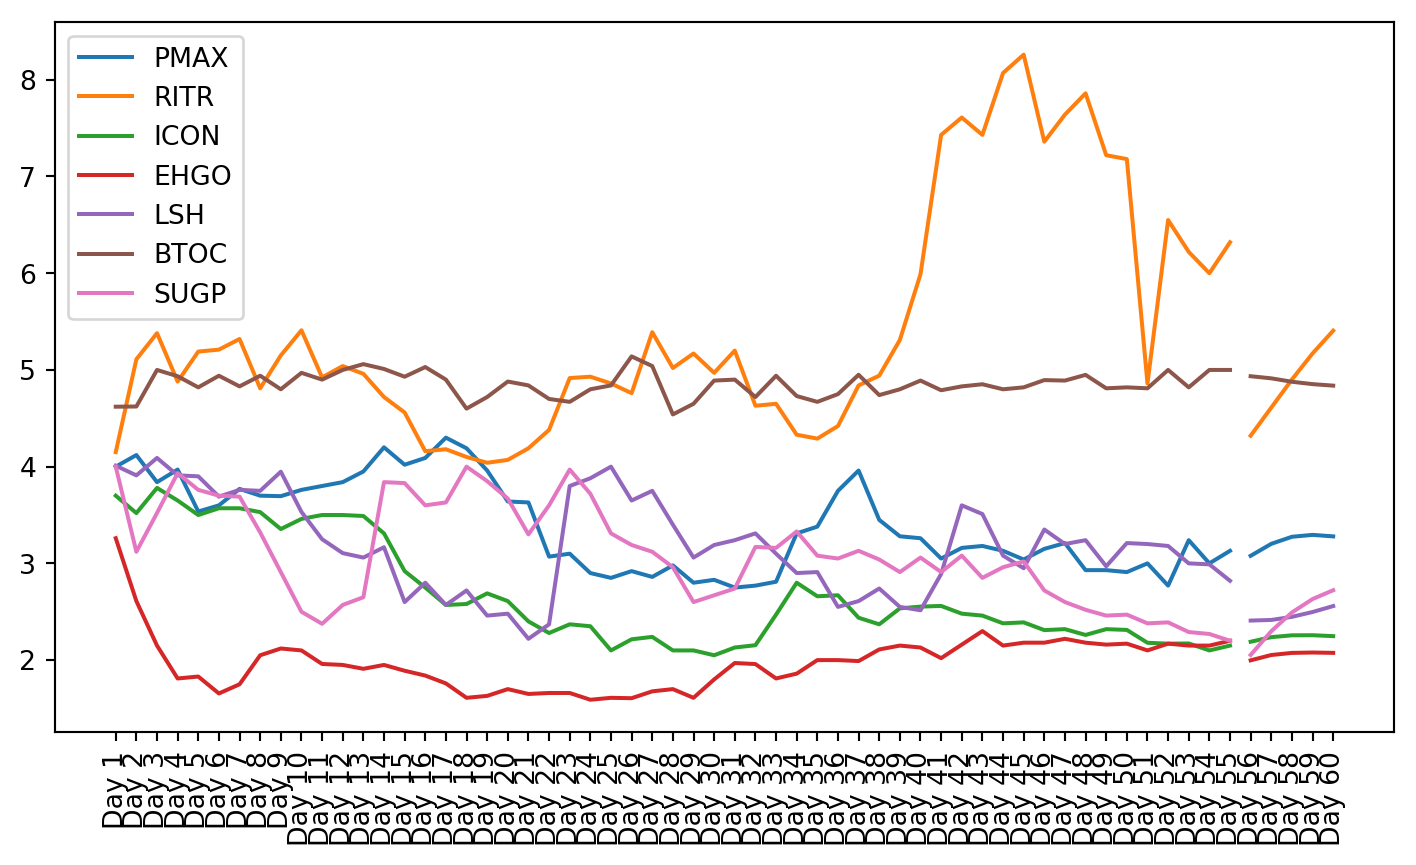 8
7
6
5
4
3
2
PMAX
RITR
ICON
EHGO
LSH
BTOC
SUGP
Day 1
Day 2
Day 3
Day 4
Day 5
Day 6
Day 7
Day 8
Day 9
Day 10
Day 11
Day 12
Day 13
Day 14
Day 15
Day 16
Day 17
Day 18
Day 19
Day 20
Day 21
Day 22
Day 23
Day 24
Day 25
Day 26
Day 27
Day 28
Day 29
Day 30
Day 31
Day 32
Day 33
Day 34
Day 35
Day 36
Day 37
Day 38
Day 39
Day 40
Day 41
Day 42
Day 43
Day 44
Day 45
Day 46
Day 47
Day 48
Day 49
Day 50
Day 51
Day 52
Day 53
Day 54
Day 55
Day 56
Day 57
Day 58
Day 59
Day 60